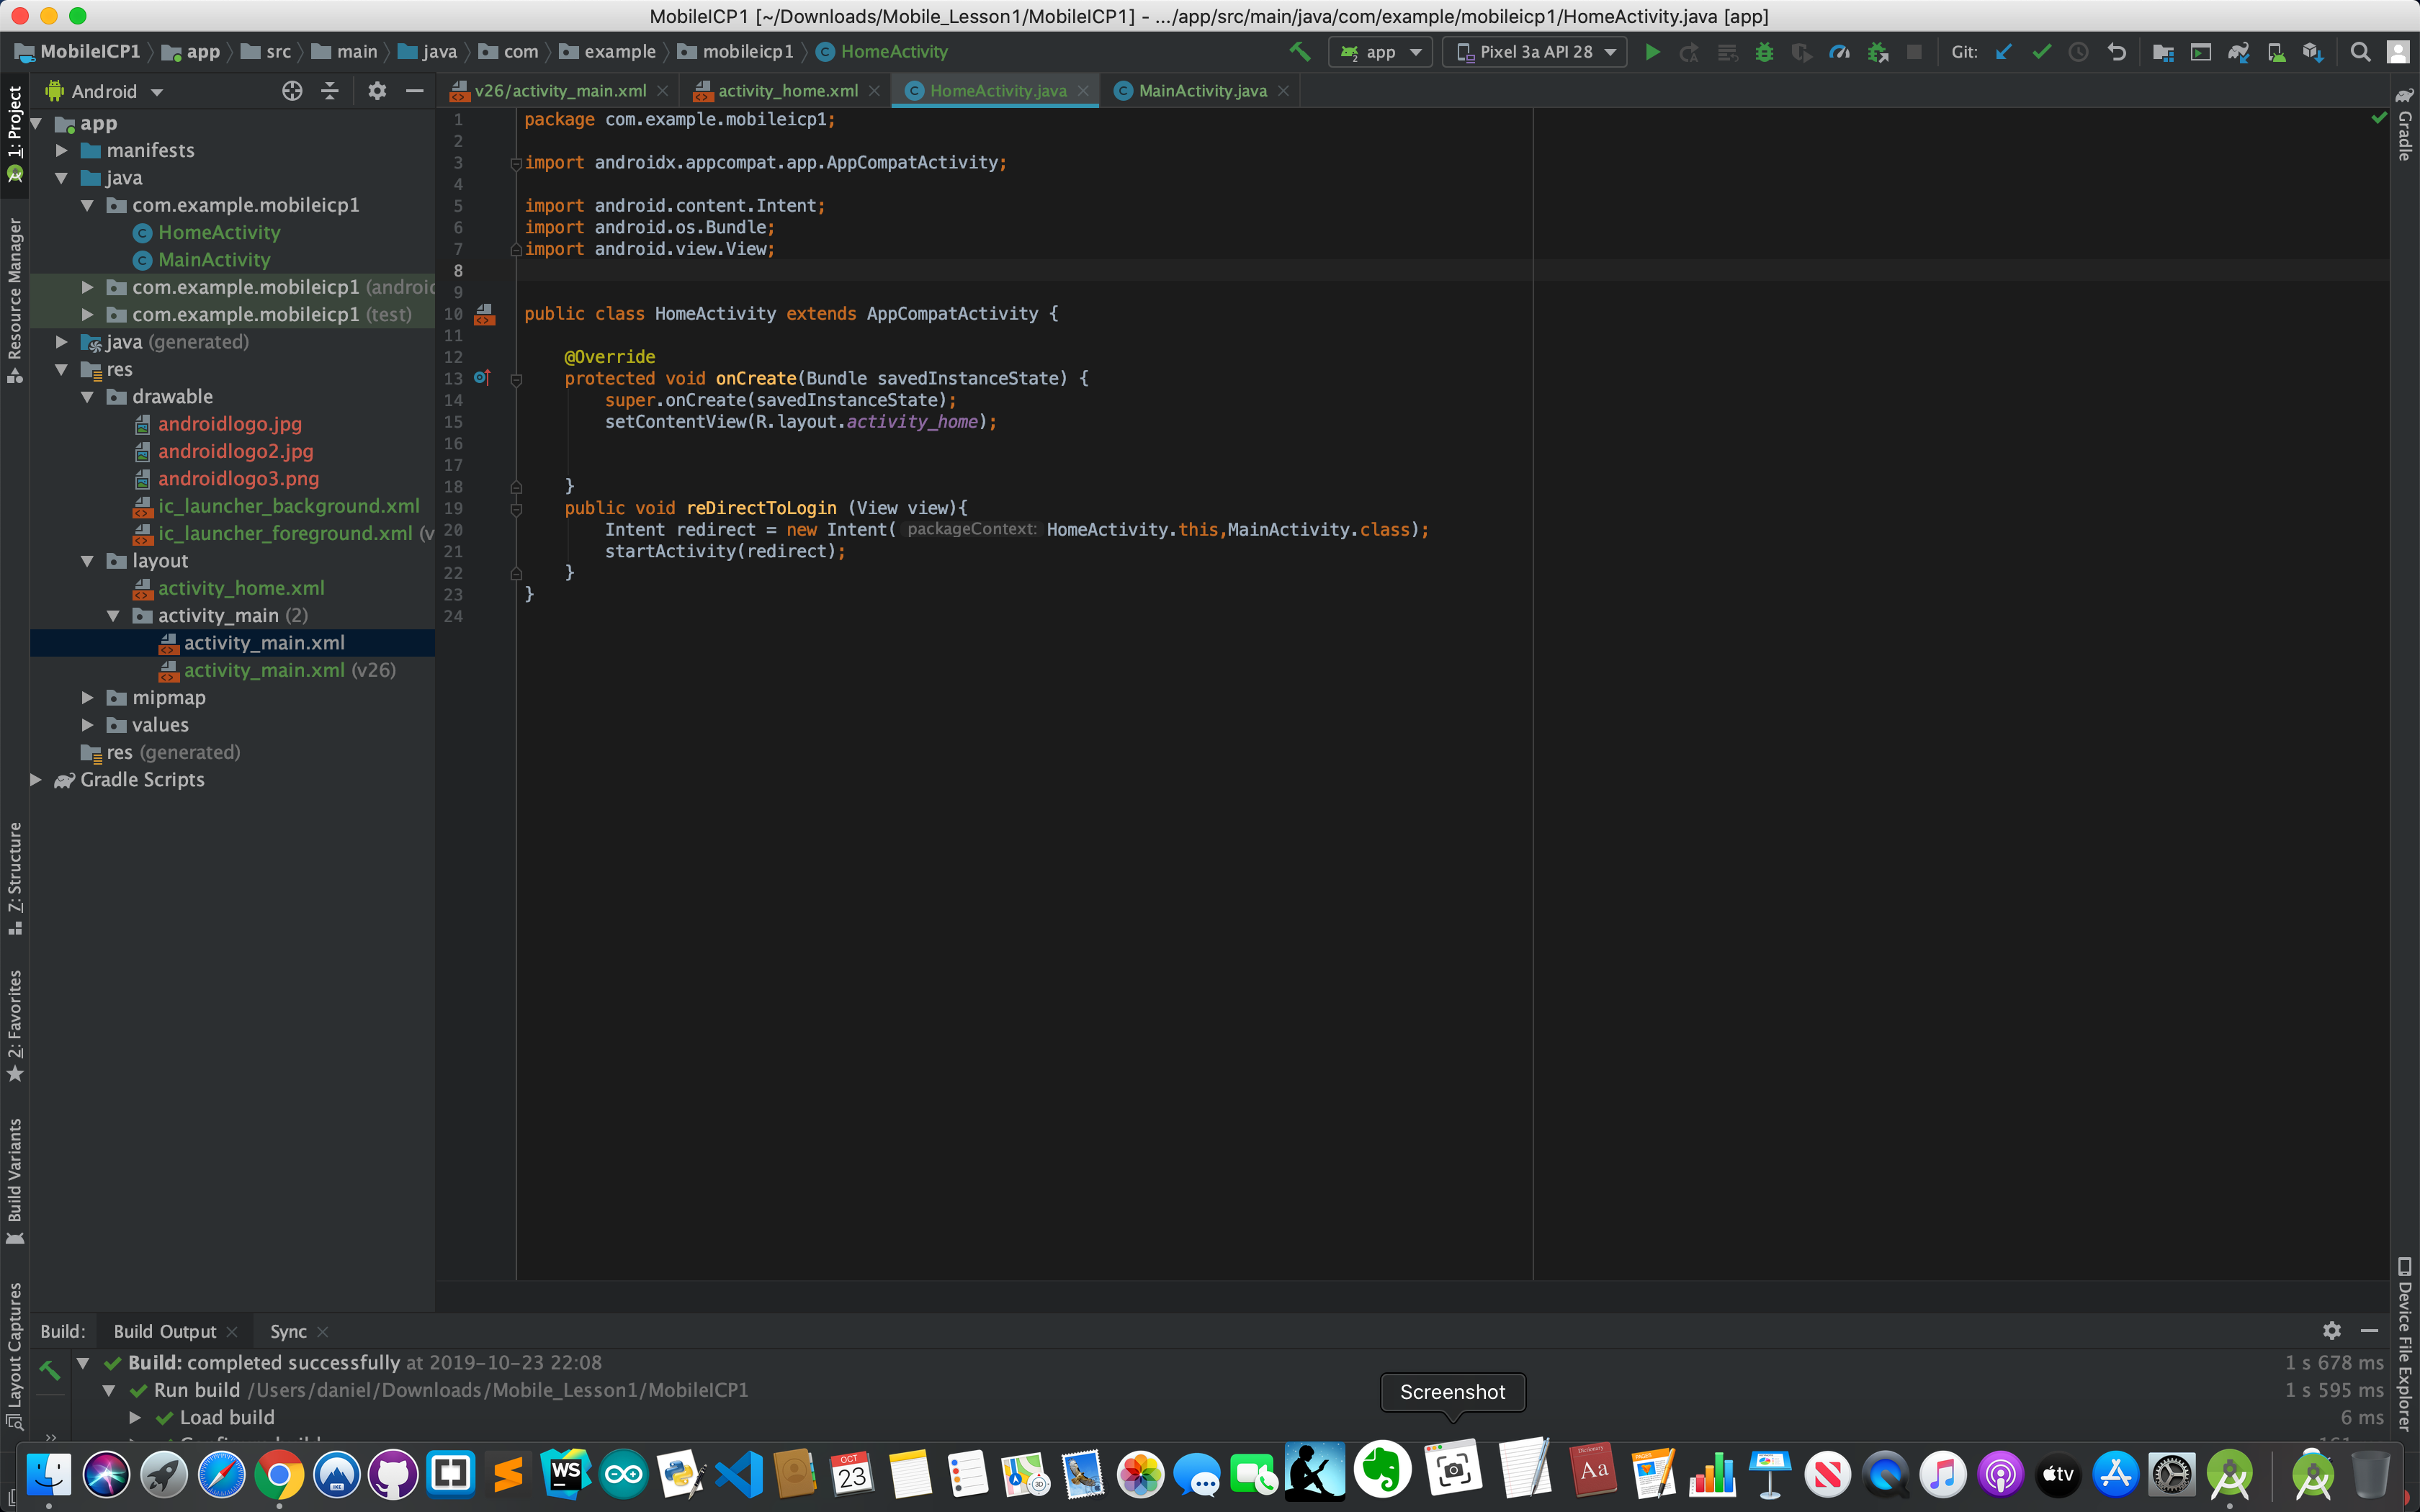 MobileICP1 [~/Downloads/Mobile_Lesson1/MobileICP1] - .../app/src/main/java/com/example/mobileicp1/HomeActivity.java [app]
MobileICP1 app src main java com example mobileicp1 HomeActivity
app Pixel 3a API 28 Git:
Android
v26/activity_main.xml activity_home.xml HomeActivity.java MainActivity.java
1: Project
Resource Manager
Z: Structure
2: Favorites
Build Variants
Layout Captures
app
manifests
java
com.example.mobileicp1
HomeActivity
MainActivity
com.example.mobileicp1 (androic
com.example.mobileicp1 (test)
java (generated)
res
drawable
androidlogo.jpg
androidlogo2.jpg
androidlogo3.png
ic_launcher_background.xml
ic_launcher_foreground.xml (v
layout
activity_home.xml
activity_main (2)
activity_main.xml
activity_main.xml (v26)
mipmap
values
res (generated)
Gradle Scripts
1 package com.example.mobileicp1;
2
3 import androidx.appcompat.app.AppCompatActivity;
4
5 import android.content.Intent;
6 import android.os.Bundle;
7 import android.view.View;
8
9
10 public class HomeActivity extends AppCompatActivity {
11
12 @Override
13 protected void onCreate(Bundle savedInstanceState) {
14 super.onCreate(savedInstanceState);
15 setContentView(R.layout.activity_home);
16
17
18 }
19 public void reDirectToLogin (View view){
20 Intent redirect = new Intent( packageContext: HomeActivity.this,MainActivity.class);
21 startActivity(redirect);
22 }
23 }
24
Gradle
Device File Explorer
Build: Build Output Sync
Build: completed successfully at 2019-10-23 22:08 1 s 678 ms
Run build /Users/daniel/Downloads/Mobile_Lesson1/MobileICP1 1 s 595 ms
Load build 6 ms
Screenshot
WS
OCT
23
Aa
tv